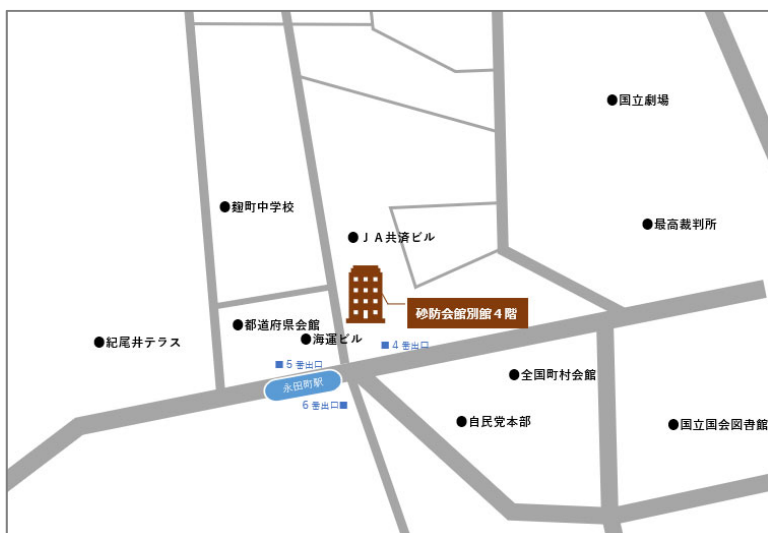 ●国立劇場
●麹町中学校
●最高裁判所
●ＪＡ共済ビル
砂防会館別館４階
●都道府県会館
●海運ビル
●紀尾井テラス
■４番出口
■５番出口
永田町駅
６番出口■
●全国町村会館
●自民党本部
●国立国会図書館